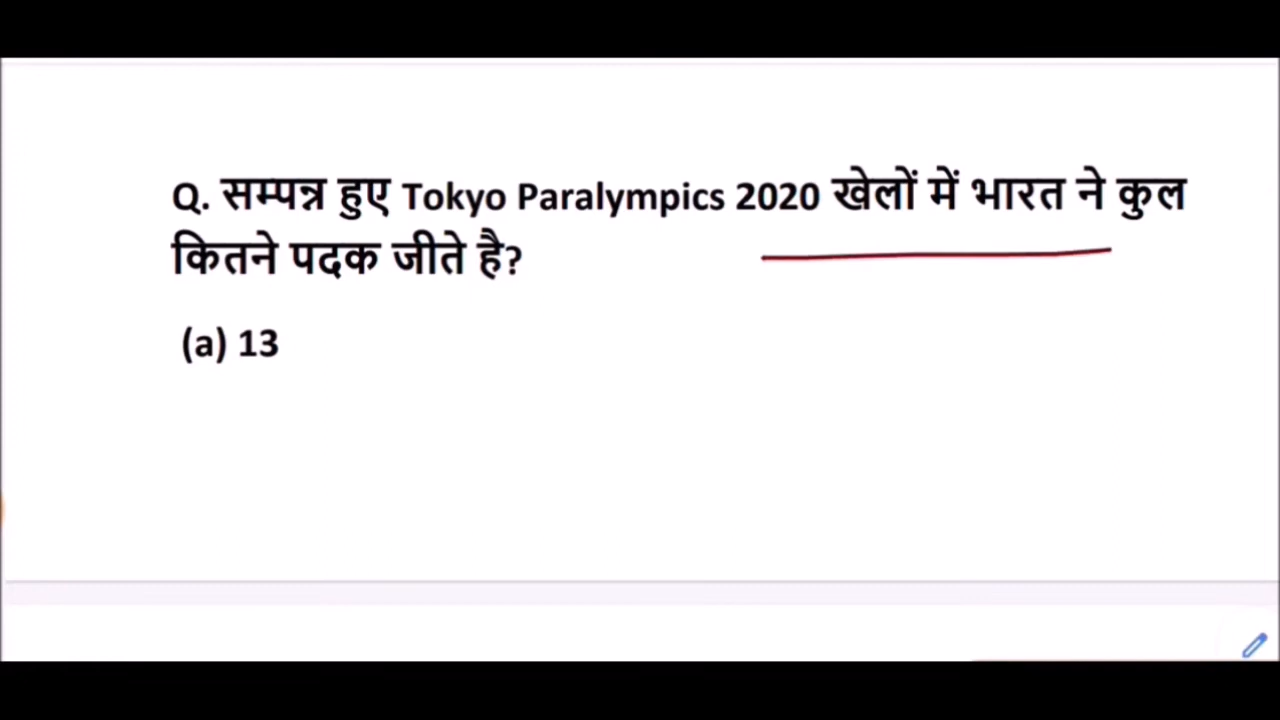 Q. सम्पन्न हुए Tokyo Paralympics 2020 खेलों में भारत ने कुल
कितने पदक जीते है?
(a) 13